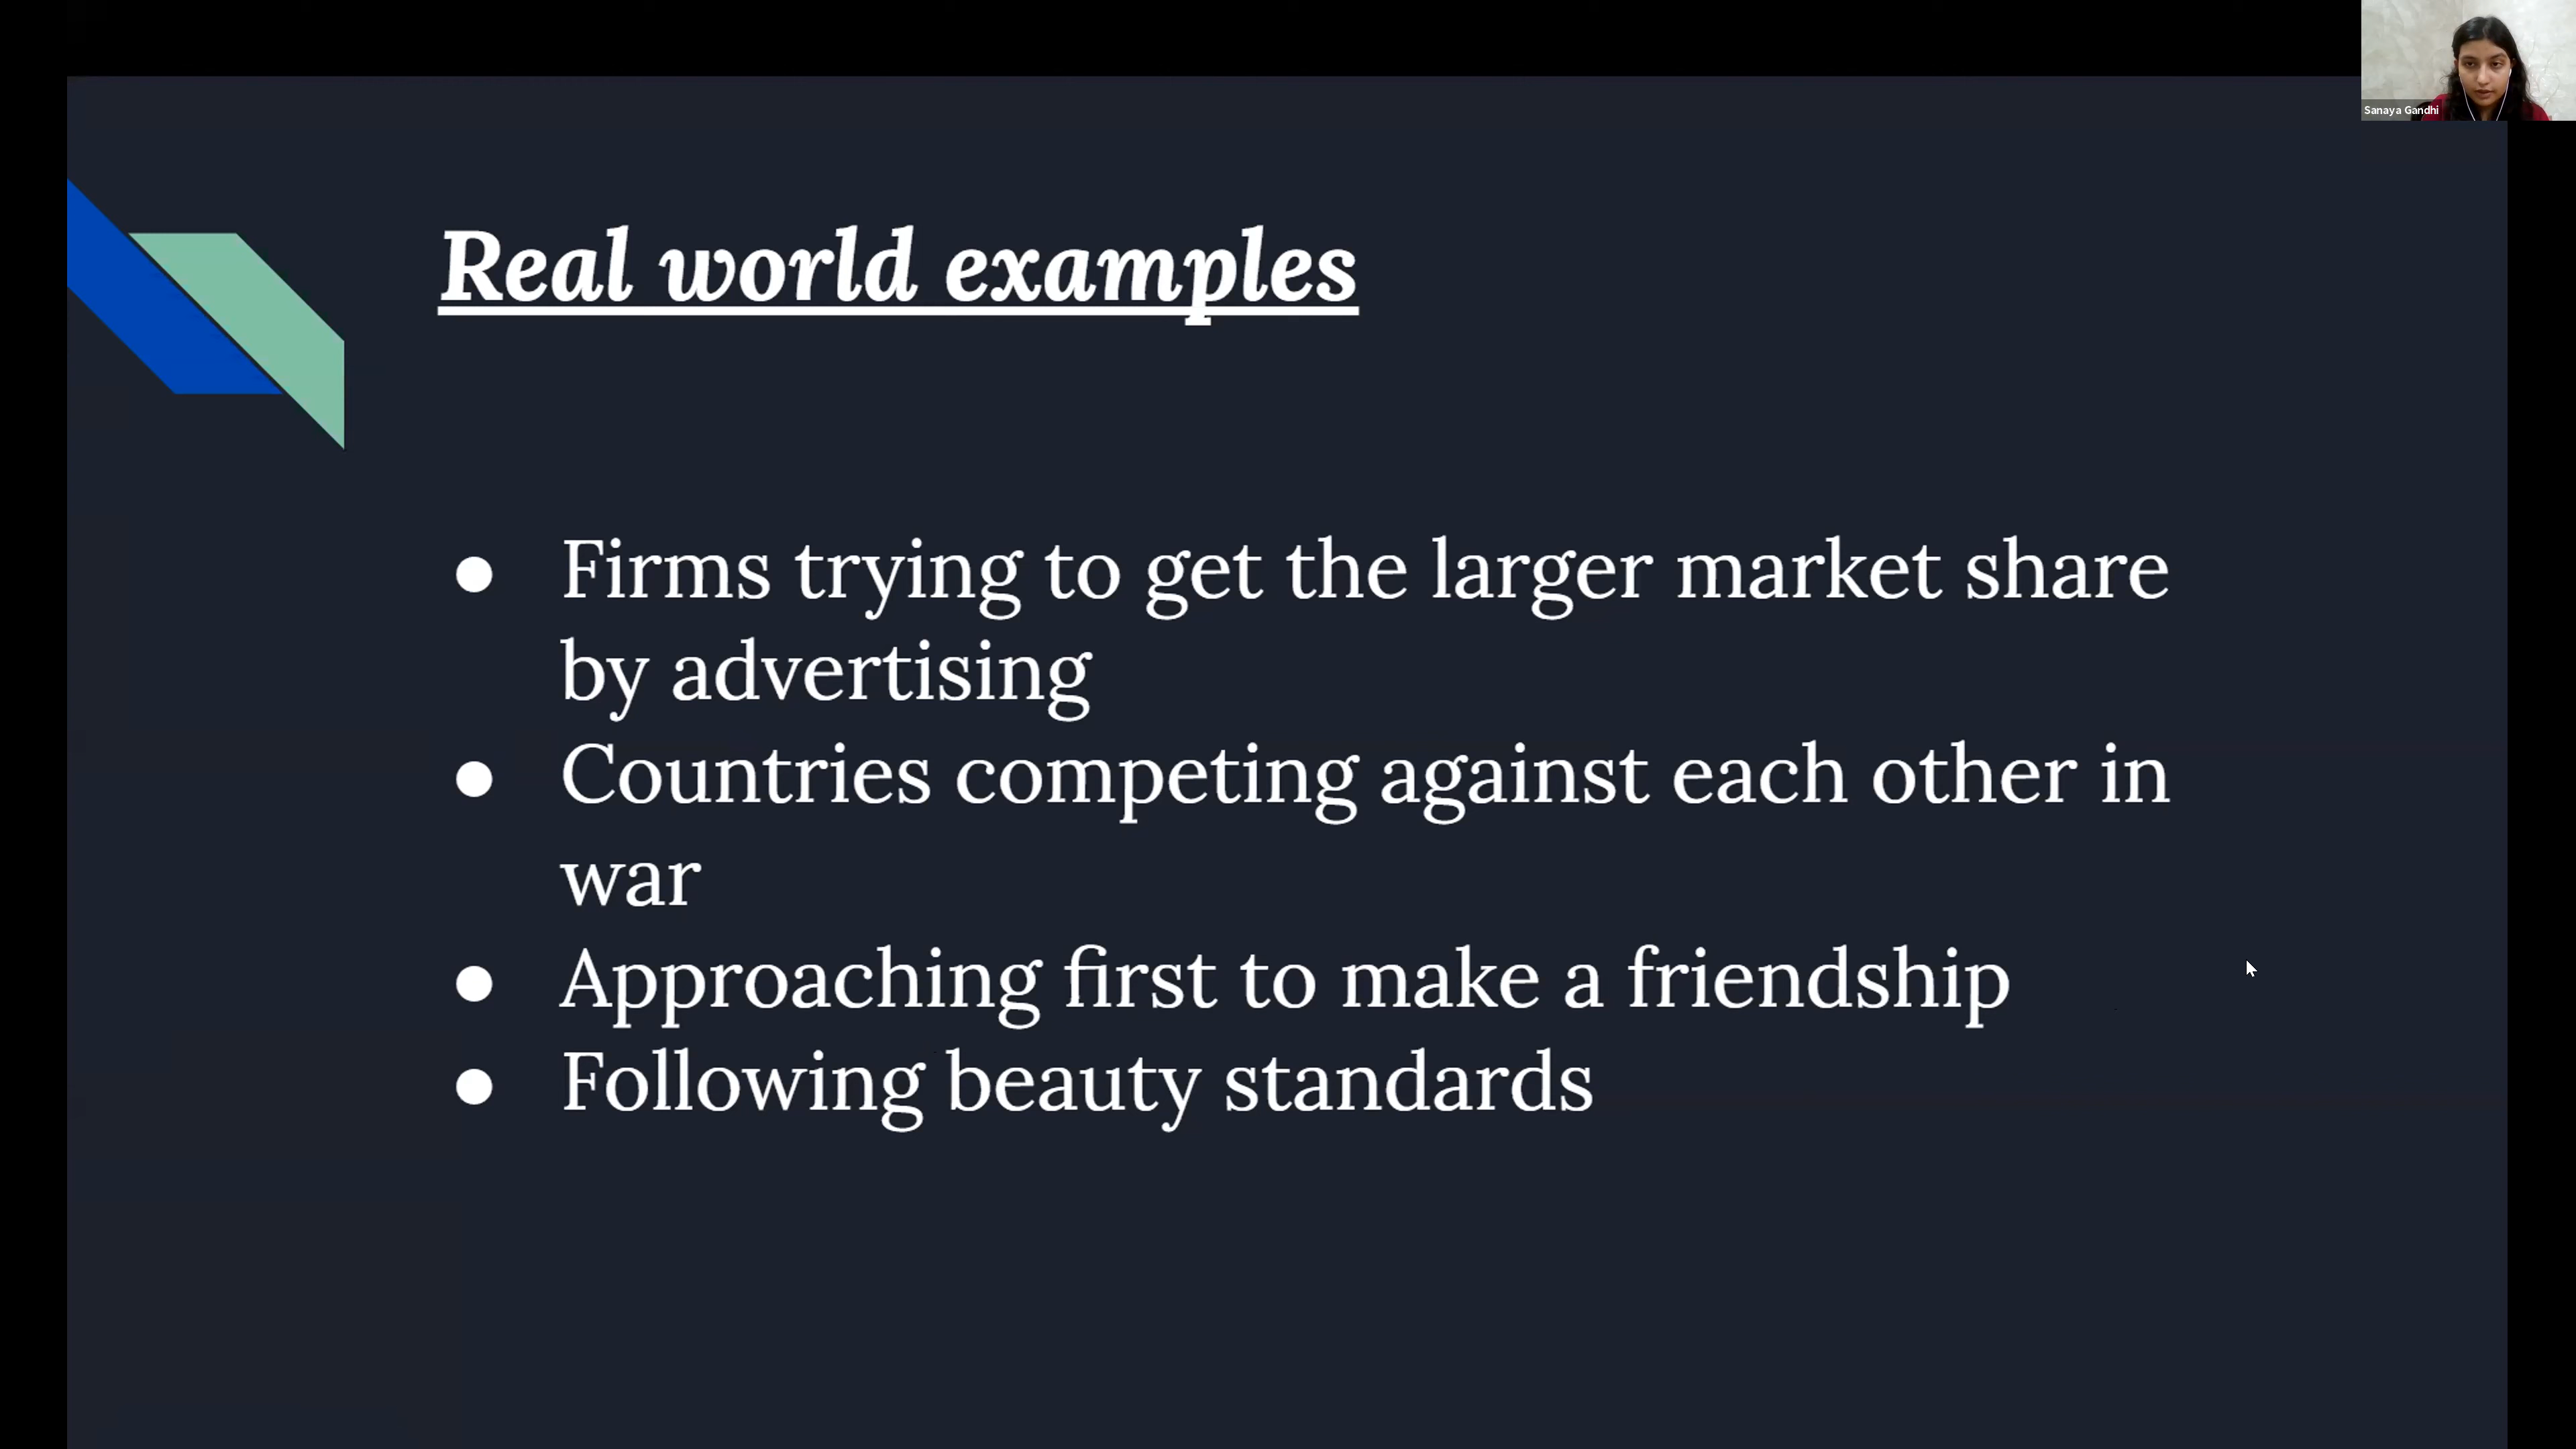 Sanaya Gandhi
Real world examples
● Firms trying to get the larger market share
by advertising
● Countries competing against each other in
war
● Approaching first to make a friendship
● Following beauty standards